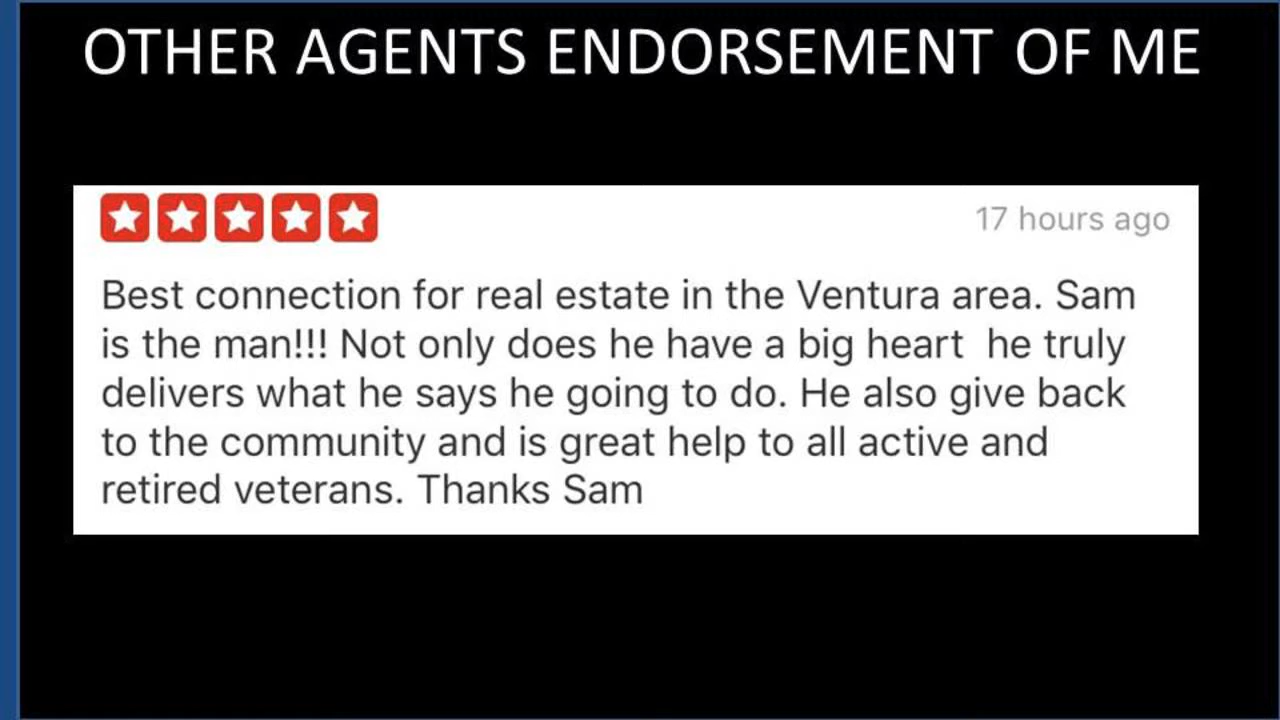 OTHER AGENTS ENDORSEMENT OF ME
17 hours ago
Best connection for real estate in the Ventura area. Sam
is the man!!! Not only does he have a big heart  he truly
delivers what he says he going to do. He also give back
to the community and is great help to all active and
retired veterans. Thanks Sam